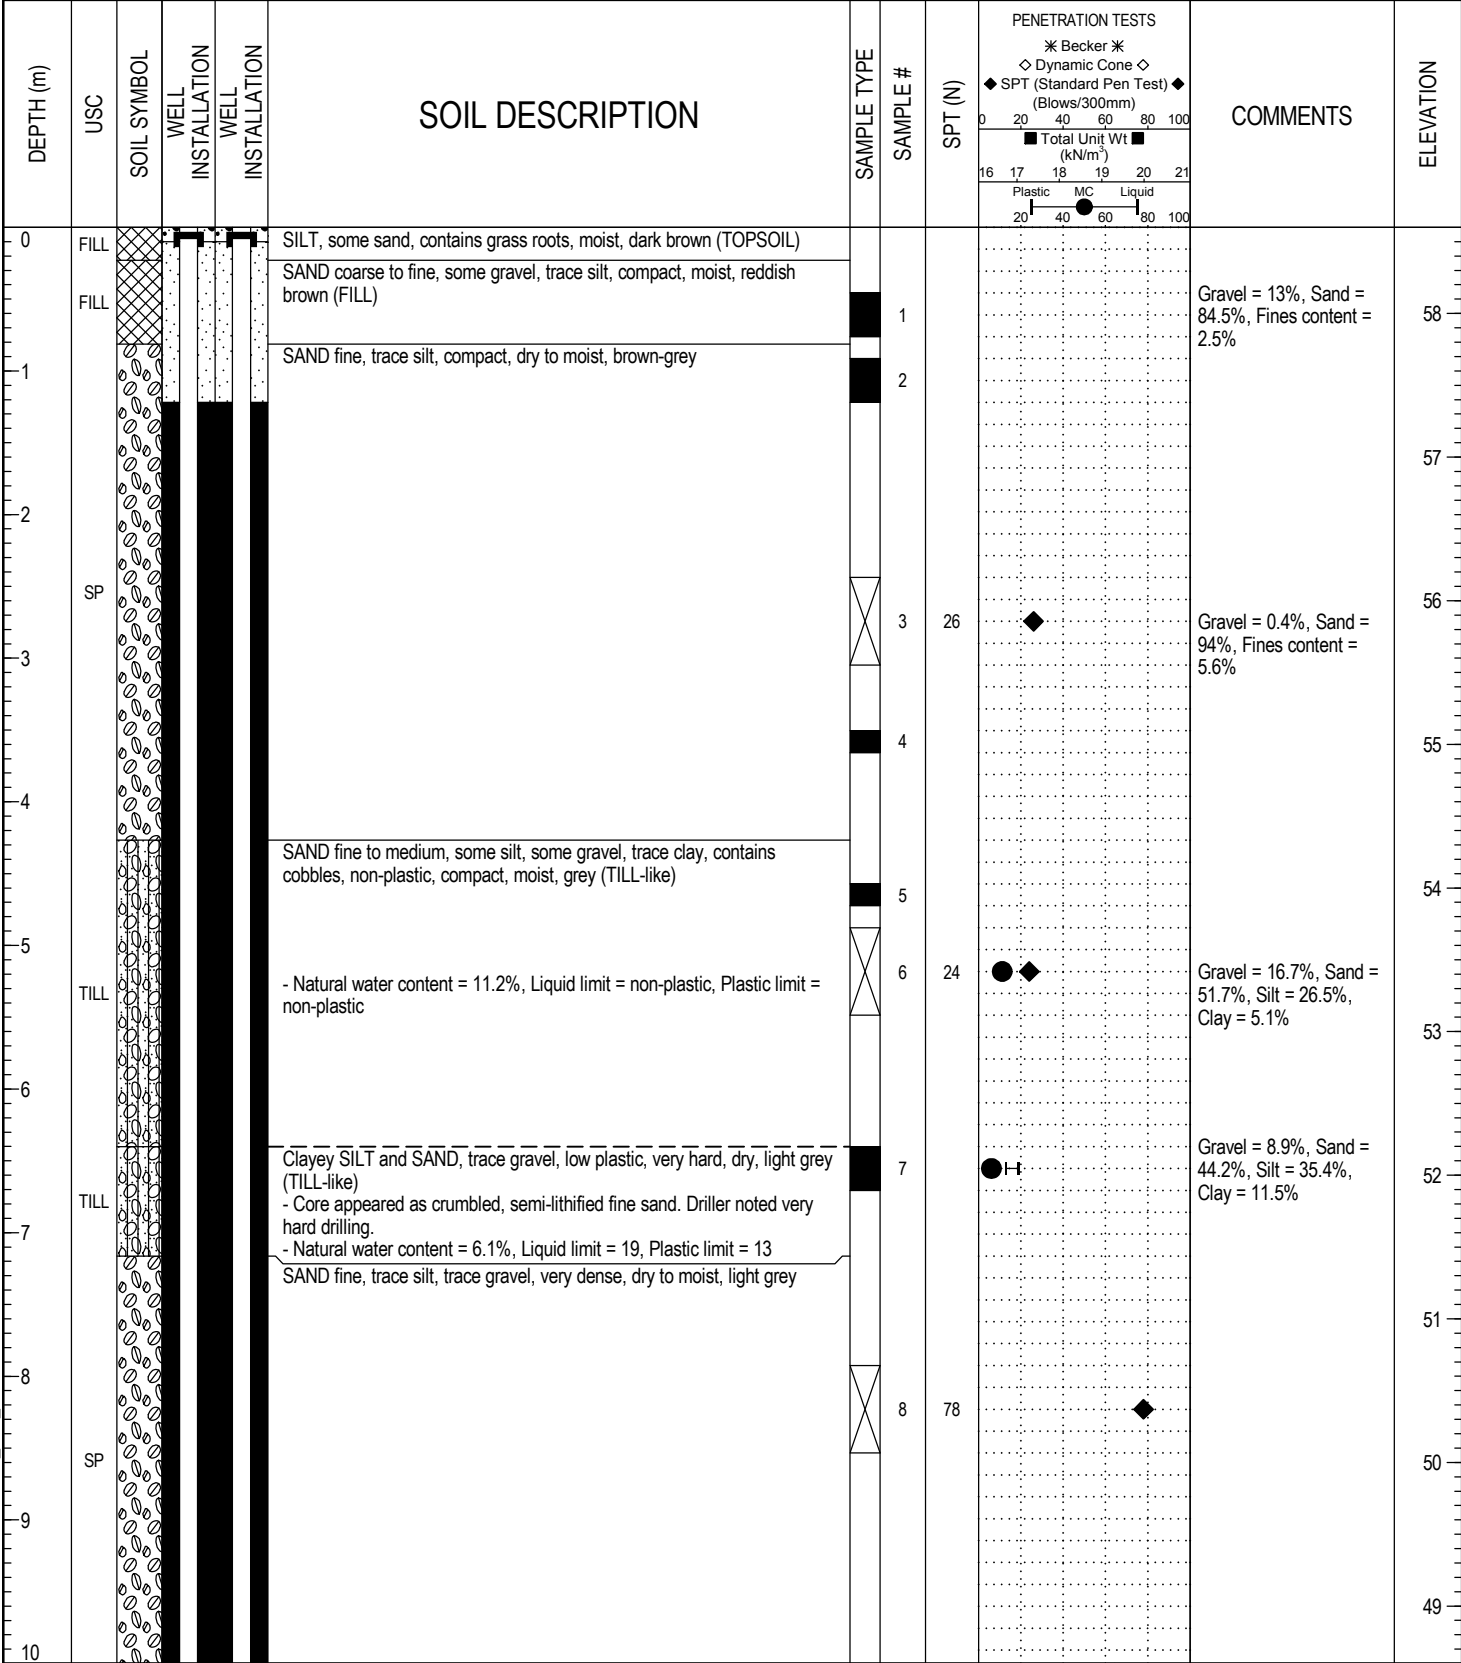 DEPTH (m)
USC
SOIL SYMBOL
WELL
INSTALLATION
WELL
INSTALLATION
SOIL DESCRIPTION
SAMPLE TYPE
SAMPLE #
SPT (N)
PENETRATION TESTS
✳ Becker ✳
◇ Dynamic Cone ◇
◆ SPT (Standard Pen Test) ◆
(Blows/300mm)
0 20 40 60 80 100
■ Total Unit Wt ■
(kN/m³)
16 17 18 19 20 21
Plastic MC Liquid
20 40 60 80 100
COMMENTS
ELEVATION
0
FILL
SILT, some sand, contains grass roots, moist, dark brown (TOPSOIL)
FILL
SAND coarse to fine, some gravel, trace silt, compact, moist, reddish
brown (FILL)
1
Gravel = 13%, Sand =
84.5%, Fines content =
2.5%
58
SAND fine, trace silt, compact, dry to moist, brown-grey
1
2
57
2
SP
56
3
26
Gravel = 0.4%, Sand =
94%, Fines content =
5.6%
3
4
55
4
SAND fine to medium, some silt, some gravel, trace clay, contains
cobbles, non-plastic, compact, moist, grey (TILL-like)
5
54
5
TILL
- Natural water content = 11.2%, Liquid limit = non-plastic, Plastic limit =
non-plastic
6
24
Gravel = 16.7%, Sand =
51.7%, Silt = 26.5%,
Clay = 5.1%
53
6
Clayey SILT and SAND, trace gravel, low plastic, very hard, dry, light grey
(TILL-like)
- Core appeared as crumbled, semi-lithified fine sand. Driller noted very
hard drilling.
- Natural water content = 6.1%, Liquid limit = 19, Plastic limit = 13
7
Gravel = 8.9%, Sand =
44.2%, Silt = 35.4%,
Clay = 11.5%
52
TILL
7
SAND fine, trace silt, trace gravel, very dense, dry to moist, light grey
51
8
8
78
SP
50
9
49
10